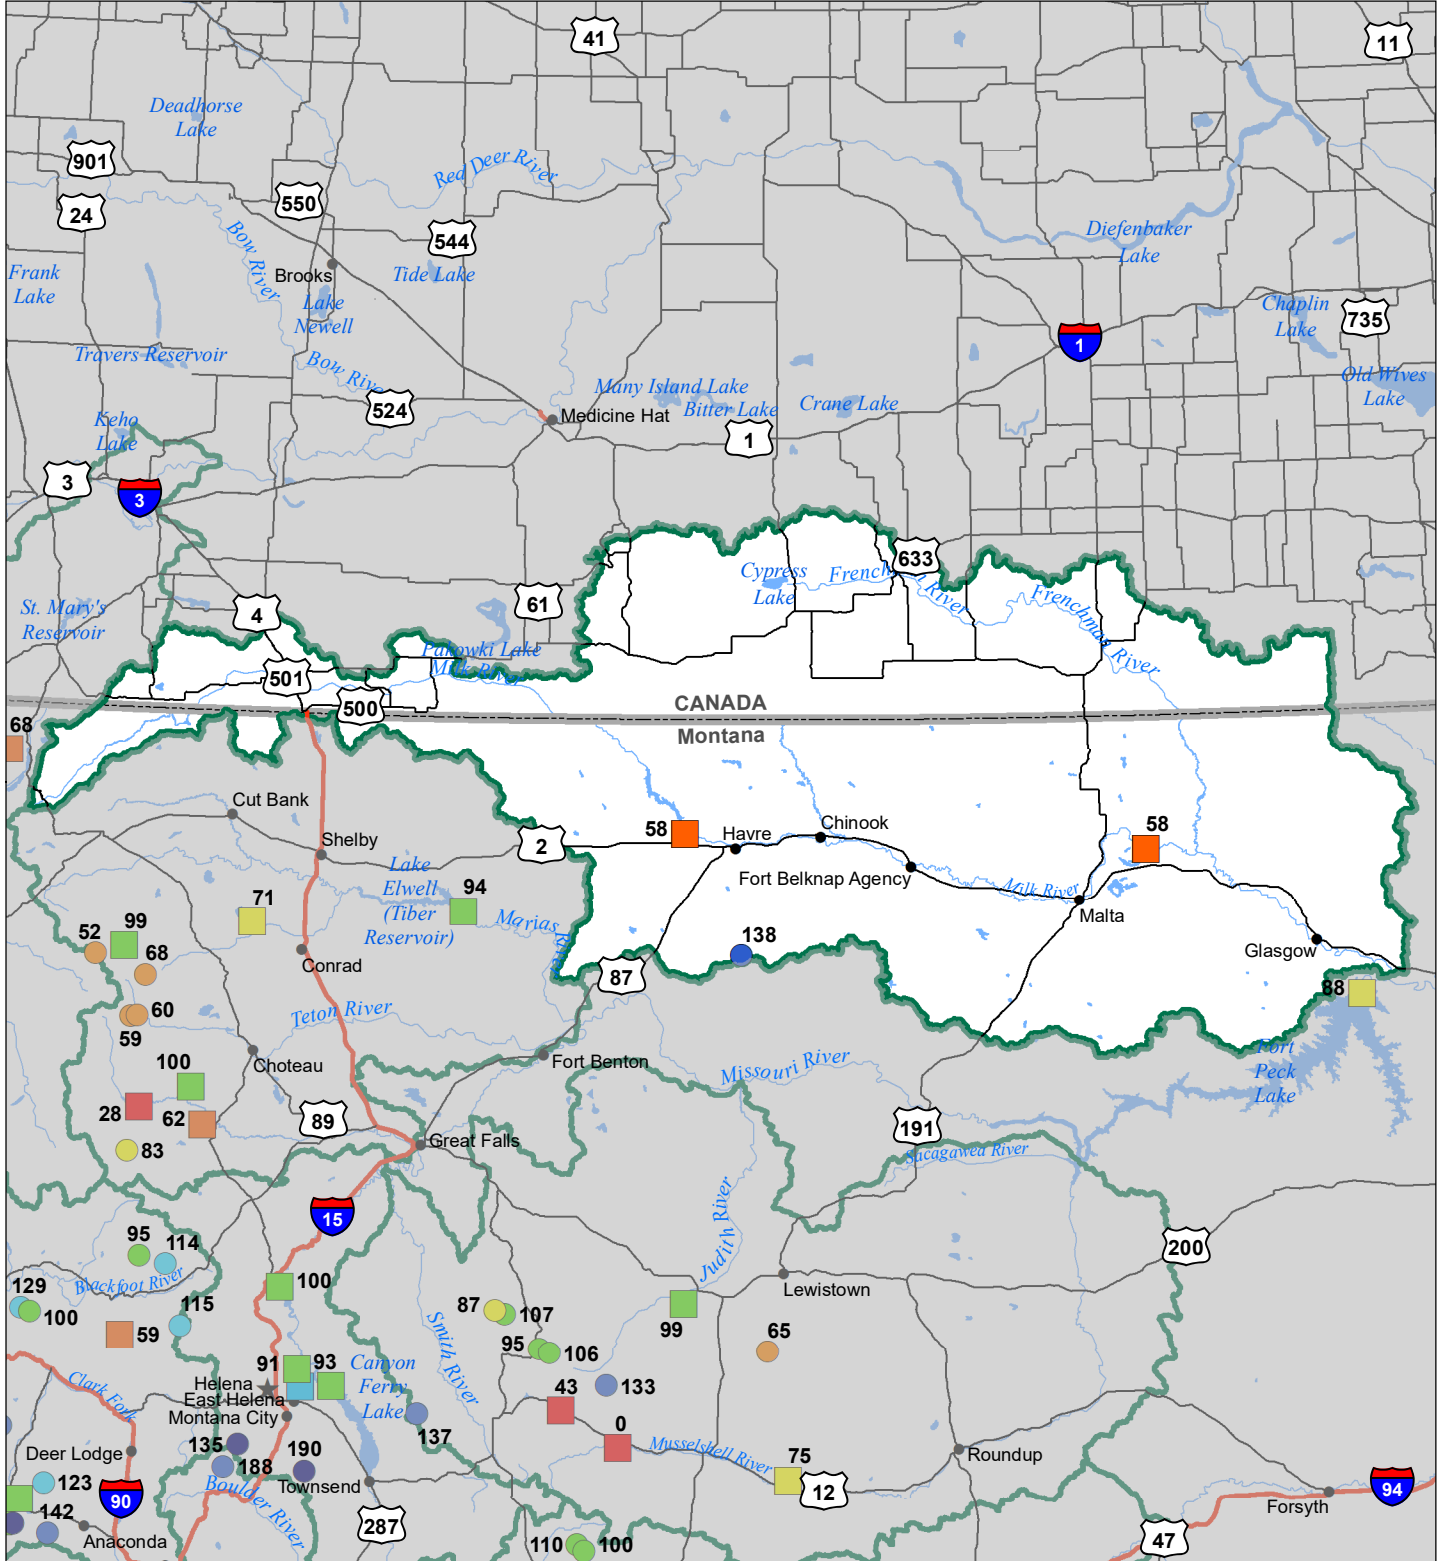 41
11
Deadhorse
Lake
901
Red Deer River
550
24
544
Bow River
Diefenbaker
Lake
Brooks
Tide Lake
Frank
Lake
Lake
Newell
Chaplin
Lake
735
1
Travers Reservoir
Bow River
Many Island Lake
Old Wives
Lake
524
Bitter Lake
Crane Lake
Medicine Hat
Keho
Lake
1
3
3
633
Cypress
Lake
Frenchman River
Frenchman River
St. Mary's
Reservoir
4
61
Pakowki Lake
Milk River
501
500
CANADA
Montana
68
Cut Bank
Shelby
2
58
Havre
Chinook
58
Fort Belknap Agency
Milk River
Malta
Lake
Elwell
(Tiber
Reservoir)
94
71
Marias River
52
99
68
138
Glasgow
Conrad
87
88
60
59
Teton River
Choteau
Fort Benton
Missouri River
Fort
Peck
Lake
100
28
62
89
191
83
Great Falls
Sacagawea River
15
Judith River
200
95
114
Blackfoot River
100
Lewistown
129
100
115
59
87
107
99
Smith River
95
106
65
91
93
Canyon
Ferry
Lake
Helena
East Helena
Montana City
133
Clark Fork
43
137
0
Musselshell River
135
188
190
Deer Lodge
Townsend
75
12
Roundup
123
90
Boulder River
94
Forsyth
142
Anaconda
287
110
100
47